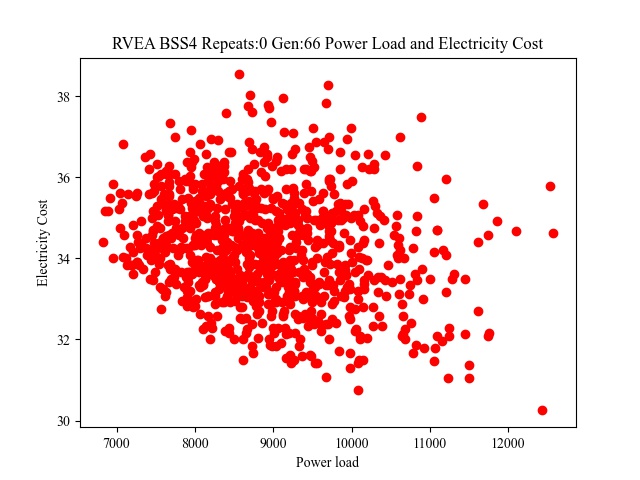 RVEA BSS4 Repeats:0 Gen:66 Power Load and Electricity Cost
38
36
34
32
30
Electricity Cost
7000 8000 9000 10000 11000 12000
Power load